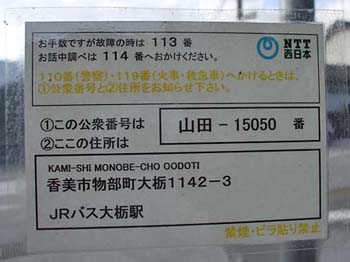 お手数ですが故障の時は 113 番
お話中調べは 114 番へおかけください。
NTT
西日本
110番(警察)・119番(火事・救急車)へかけるときは、
①公衆番号と②住所をお知らせ下さい。
①この公衆番号は 山田-15050 番
②ここの住所は
KAMI-SHI MONOBE-CHO OODOTI
香美市物部町大栃1142-3
JRバス大栃駅
禁煙・ビラ貼り禁止